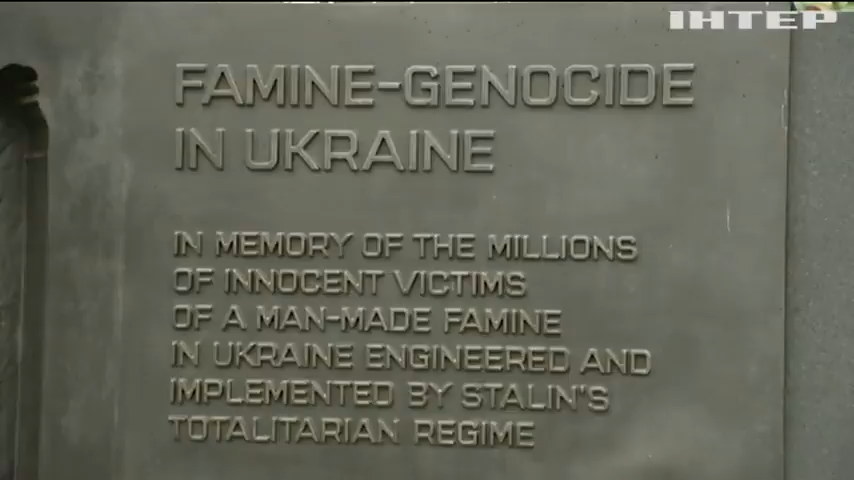 ІНТЕР
FAMINE-GENOCIDE
IN UKRAINE
IN MEMORY OF THE MILLIONS
OF INNOCENT VICTIMS
OF A MAN-MADE FAMINE
IN UKRAINE ENGINEERED AND
IMPLEMENTED BY STALIN'S
TOTALITARIAN REGIME